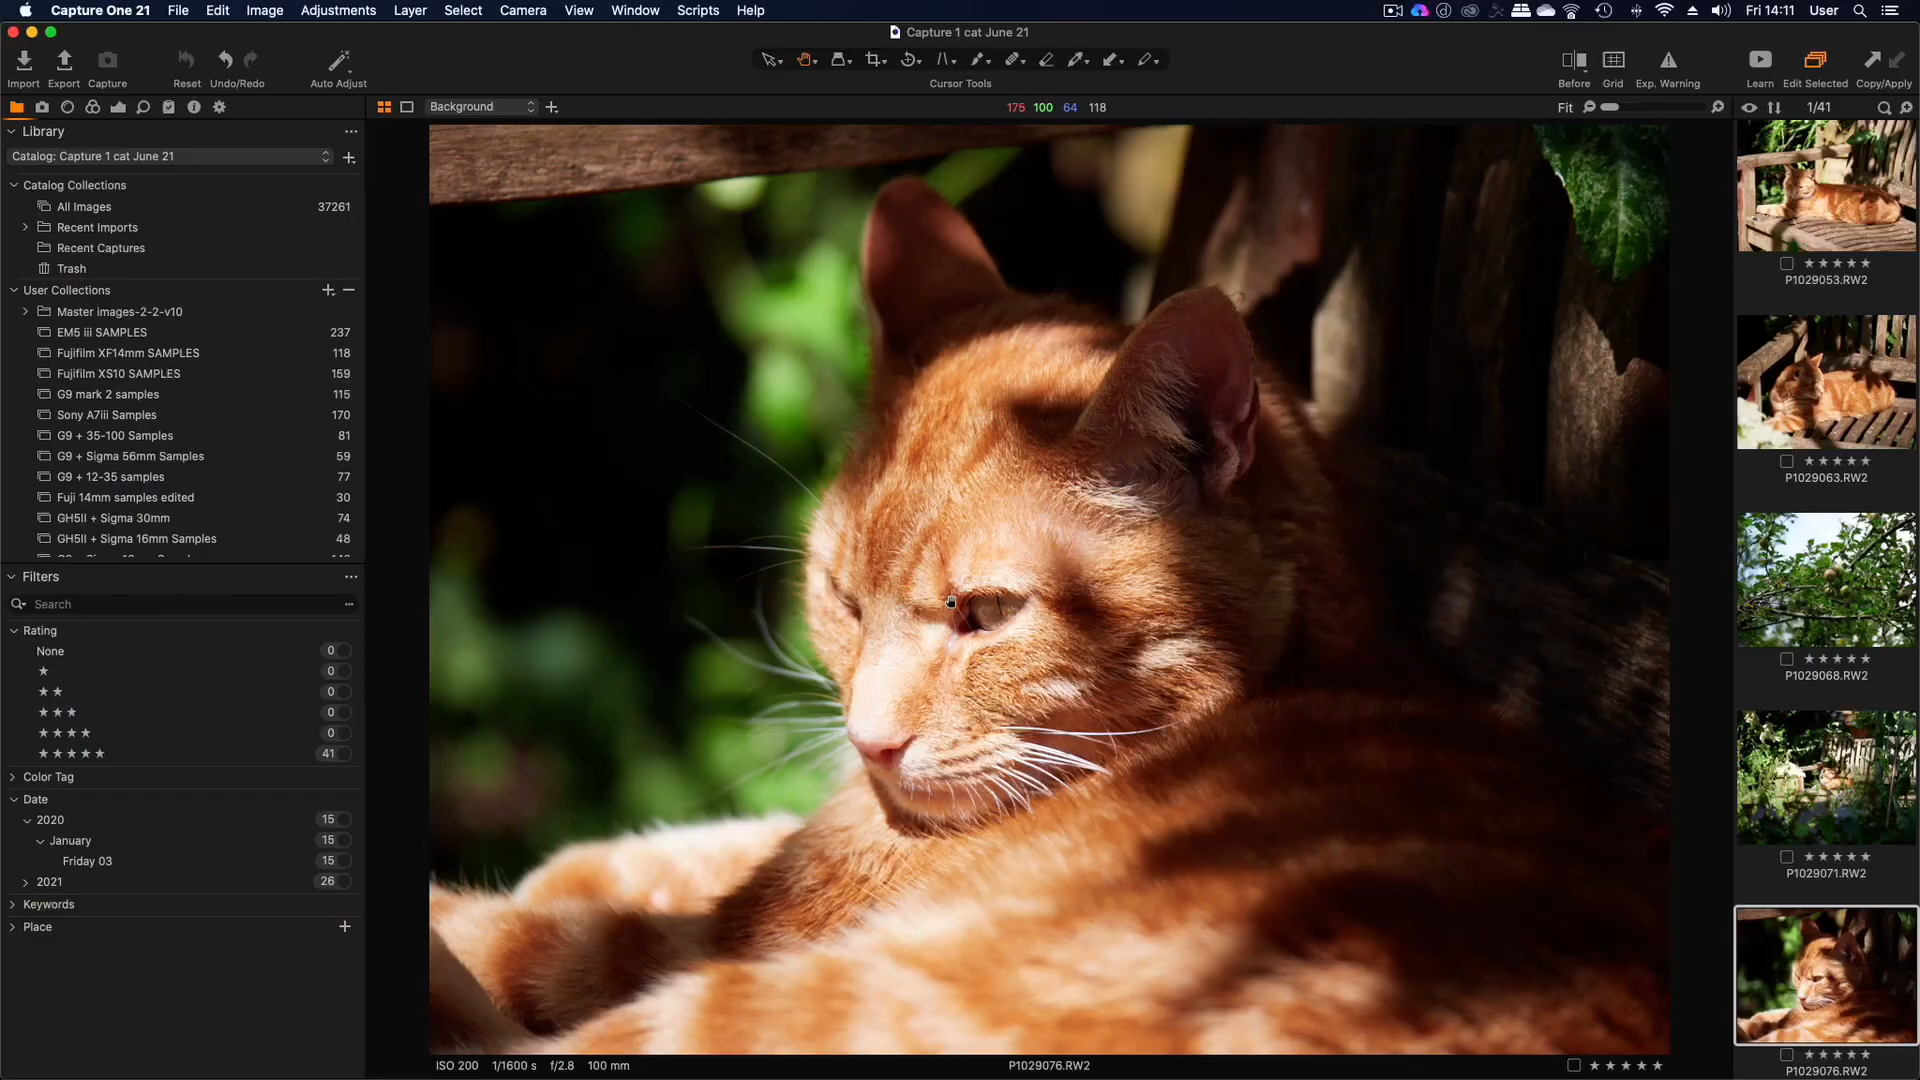 Capture One 21 File Edit Image Adjustments Layer Select Camera View Window Scripts Help Fri 14:11 User
Capture 1 cat June 21
Import Export Capture Reset Undo/Redo Auto Adjust Cursor Tools Before Grid Exp. Warning Learn Edit Selected Copy/Apply
Background 175 100 64 118 Fit 1/41
Library
Catalog: Capture 1 cat June 21
Catalog Collections
All Images 37261
Recent Imports
Recent Captures
Trash
User Collections
Master images-2-2-v10
EM5 iii SAMPLES 237
Fujifilm XF14mm SAMPLES 118
Fujifilm XS10 SAMPLES 159
G9 mark 2 samples 115
Sony A7iii Samples 170
G9 + 35-100 Samples 81
G9 + Sigma 56mm Samples 59
G9 + 12-35 samples 77
Fuji 14mm samples edited 30
GH5II + Sigma 30mm 74
GH5II + Sigma 16mm Samples 48
Filters
Search
Rating
None 0
0
0
0
0
41
Color Tag
Date
2020 15
January 15
Friday 03 15
2021 26
Keywords
Place
P1029053.RW2
P1029063.RW2
P1029068.RW2
P1029071.RW2
P1029076.RW2
ISO 200 1/1600 s f/2.8 100 mm P1029076.RW2